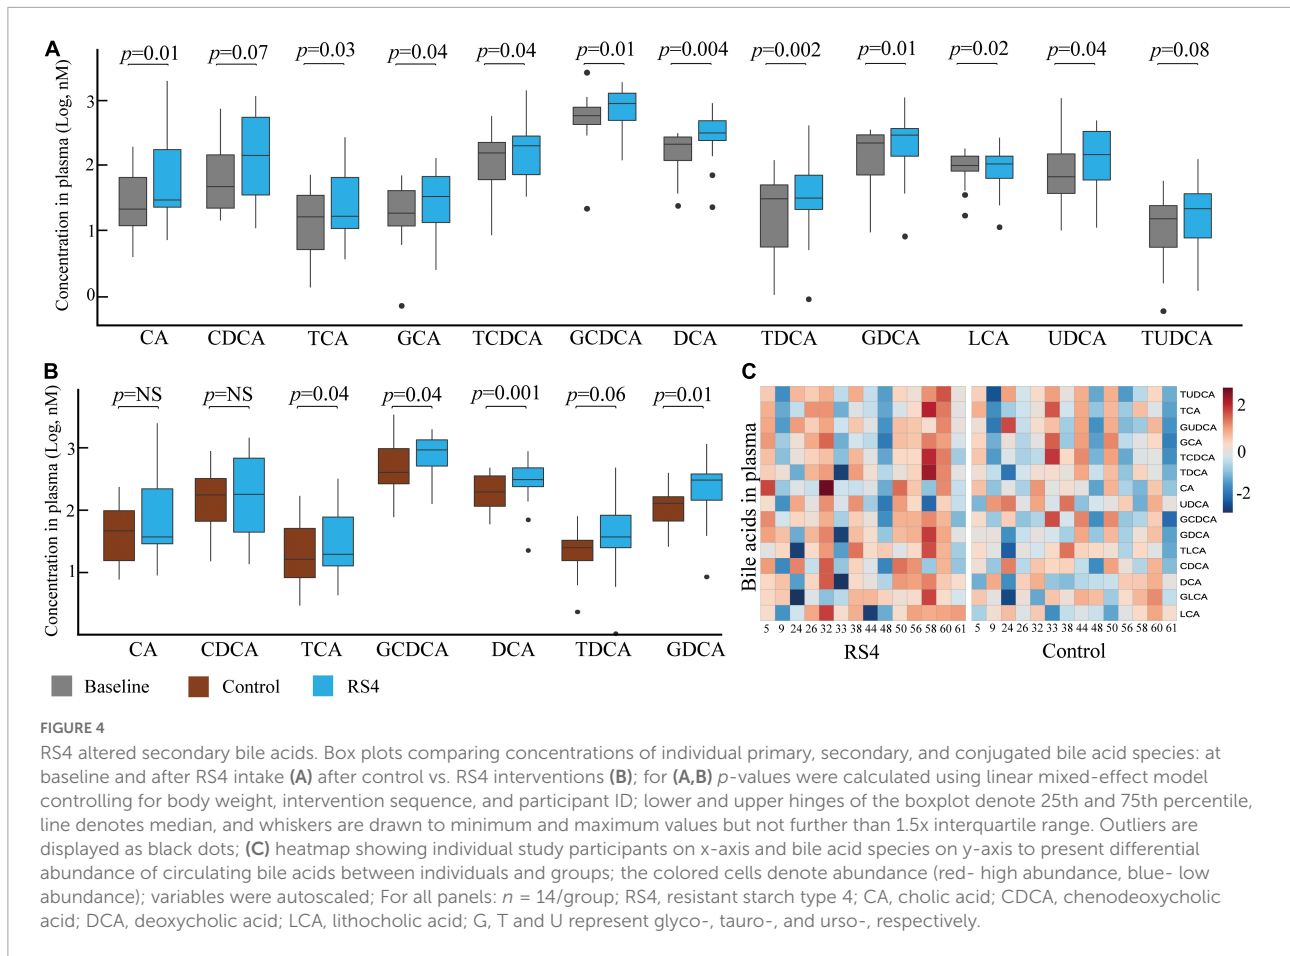 A
p=0.01 p=0.07 p=0.03 p=0.04 p=0.04 p=0.01 p=0.004 p=0.002 p=0.01 p=0.02 p=0.04 p=0.08
Concentration in plasma (Log, nM)
3
2
1
0
CA CDCA TCA GCA TCDCA GCDCA DCA TDCA GDCA LCA UDCA TUDCA
B
p=NS p=NS p=0.04 p=0.04 p=0.001 p=0.06 p=0.01
Concentration in plasma (Log, nM)
3
2
1
CA CDCA TCA GCDCA DCA TDCA GDCA
Baseline Control RS4
C
Bile acids in plasma
TUDCA
TCA
GUDCA
GCA
TCDCA
TDCA
CA
UDCA
GCDCA
GDCA
TLCA
CDCA
DCA
GLCA
LCA
2
0
-2
5 9 24 26 32 33 38 44 48 50 56 58 60 61 5 9 24 26 32 33 38 44 48 50 56 58 60 61
RS4 Control
FIGURE 4
RS4 altered secondary bile acids. Box plots comparing concentrations of individual primary, secondary, and conjugated bile acid species: at
baseline and after RS4 intake (A) after control vs. RS4 interventions (B); for (A,B) p-values were calculated using linear mixed-effect model
controlling for body weight, intervention sequence, and participant ID; lower and upper hinges of the boxplot denote 25th and 75th percentile,
line denotes median, and whiskers are drawn to minimum and maximum values but not further than 1.5x interquartile range. Outliers are
displayed as black dots; (C) heatmap showing individual study participants on x-axis and bile acid species on y-axis to present differential
abundance of circulating bile acids between individuals and groups; the colored cells denote abundance (red- high abundance, blue- low
abundance); variables were autoscaled; For all panels: n = 14/group; RS4, resistant starch type 4; CA, cholic acid; CDCA, chenodeoxycholic
acid; DCA, deoxycholic acid; LCA, lithocholic acid; G, T and U represent glyco-, tauro-, and urso-, respectively.